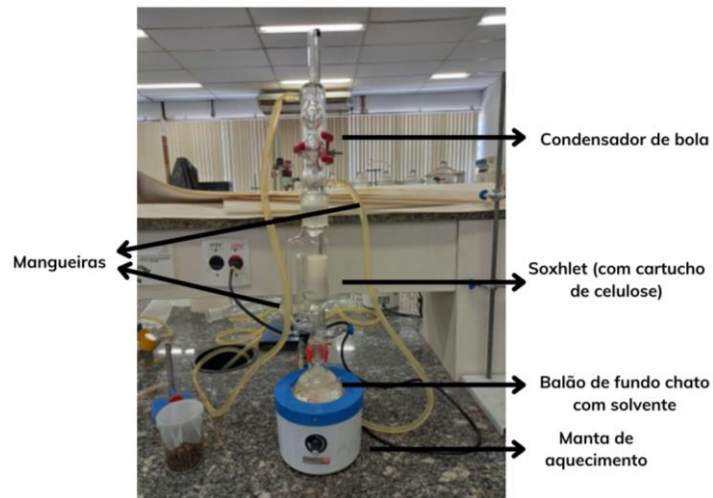 Condensador de bola
Mangueiras
Soxhlet (com cartucho
de celulose)
Balão de fundo chato
com solvente
Manta de
aquecimento